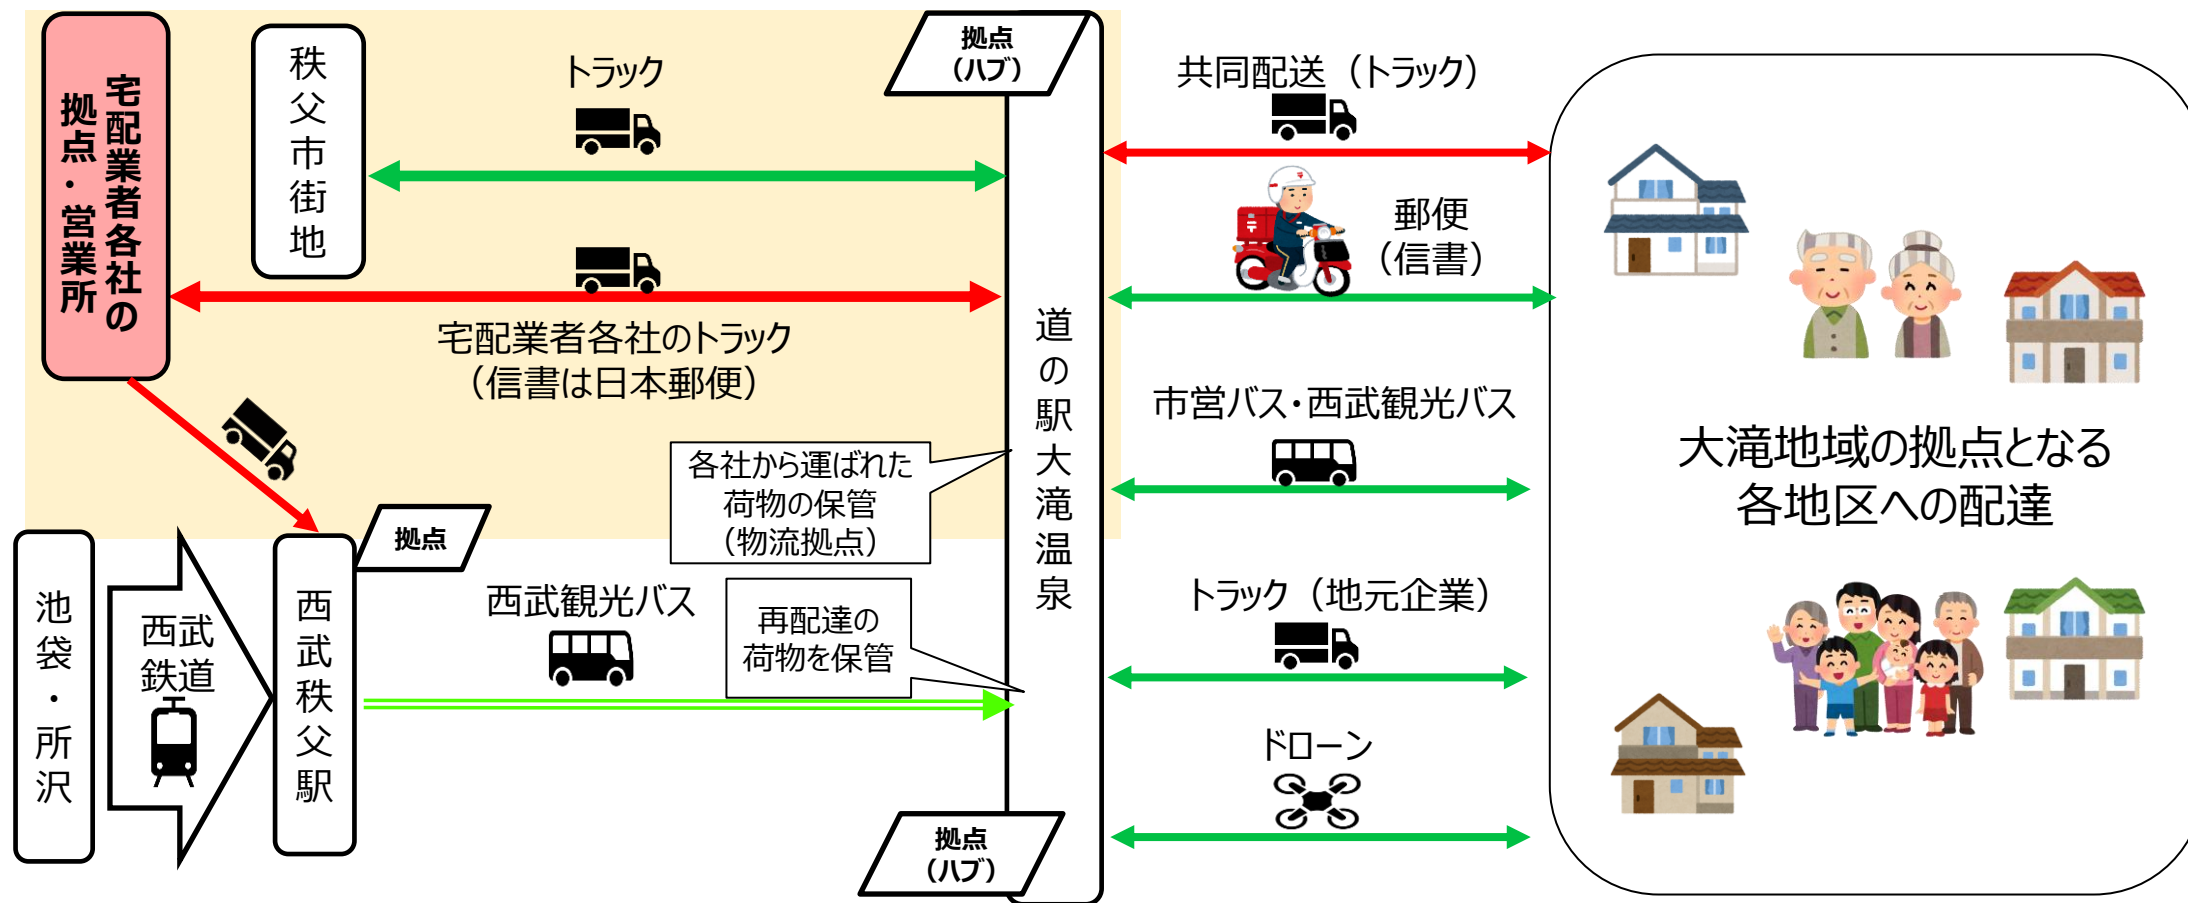 宅配業者各社の
拠点・営業所
秩父市街地
トラック
拠点
（ハブ）
共同配送（トラック）
郵便
（信書）
宅配業者各社のトラック
（信書は日本郵便）
道の駅大滝温泉
市営バス・西武観光バス
各社から運ばれた
荷物の保管
（物流拠点）
大滝地域の拠点となる
各地区への配達
拠点
池袋・所沢
西武
鉄道
西武秩父駅
西武観光バス
再配達の
荷物を保管
トラック（地元企業）
ドローン
拠点
（ハブ）